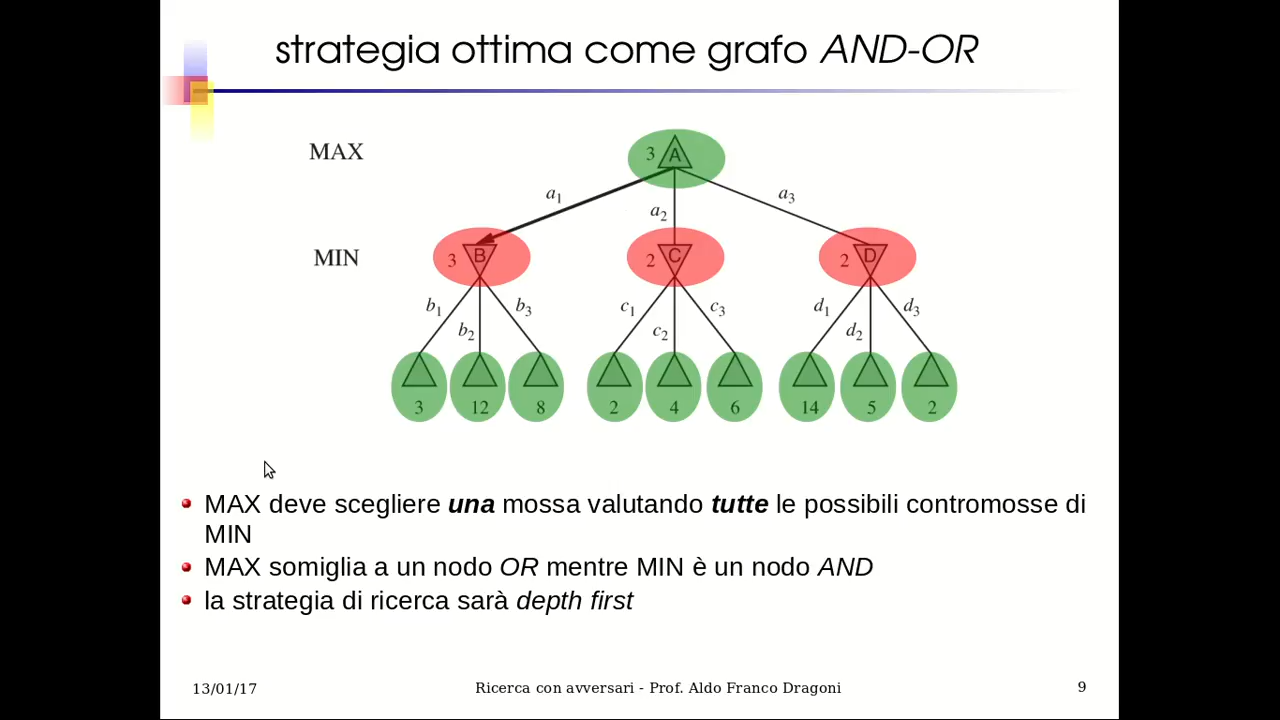 strategia ottima come grafo AND-OR
MAX
3 A
a1
a2
a3
MIN
3 B
2 C
2 D
b1
b2
b3
c1
c2
c3
d1
d2
d3
3 12 8 2 4 6 14 5 2
MAX deve scegliere una mossa valutando tutte le possibili contromosse di
MIN
MAX somiglia a un nodo OR mentre MIN è un nodo AND
la strategia di ricerca sarà depth first
13/01/17
Ricerca con avversari - Prof. Aldo Franco Dragoni
9